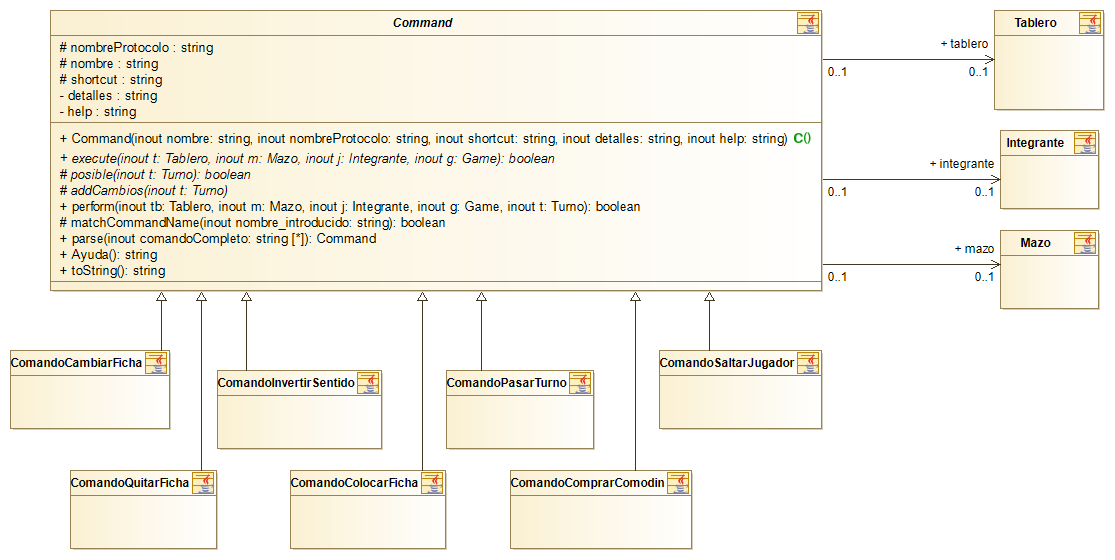 Command
# nombreProtocolo : string
# nombre : string
# shortcut : string
- detalles : string
- help : string
+ Command(inout nombre: string, inout nombreProtocolo: string, inout shortcut: string, inout detalles: string, inout help: string) C()
+ execute(inout t: Tablero, inout m: Mazo, inout j: Integrante, inout g: Game): boolean
# posible(inout t: Turno): boolean
# addCambios(inout t: Turno)
+ perform(inout tb: Tablero, inout m: Mazo, inout j: Integrante, inout g: Game, inout t: Turno): boolean
# matchCommandName(inout nombre_introducido: string): boolean
+ parse(inout comandoCompleto: string [*]): Command
+ Ayuda(): string
+ toString(): string
Tablero
+ tablero
0..1
0..1
Integrante
+ integrante
0..1
0..1
Mazo
+ mazo
0..1
0..1
ComandoCambiarFicha
ComandoInvertirSentido
ComandoPasarTurno
ComandoSaltarJugador
ComandoQuitarFicha
ComandoColocarFicha
ComandoComprarComodin